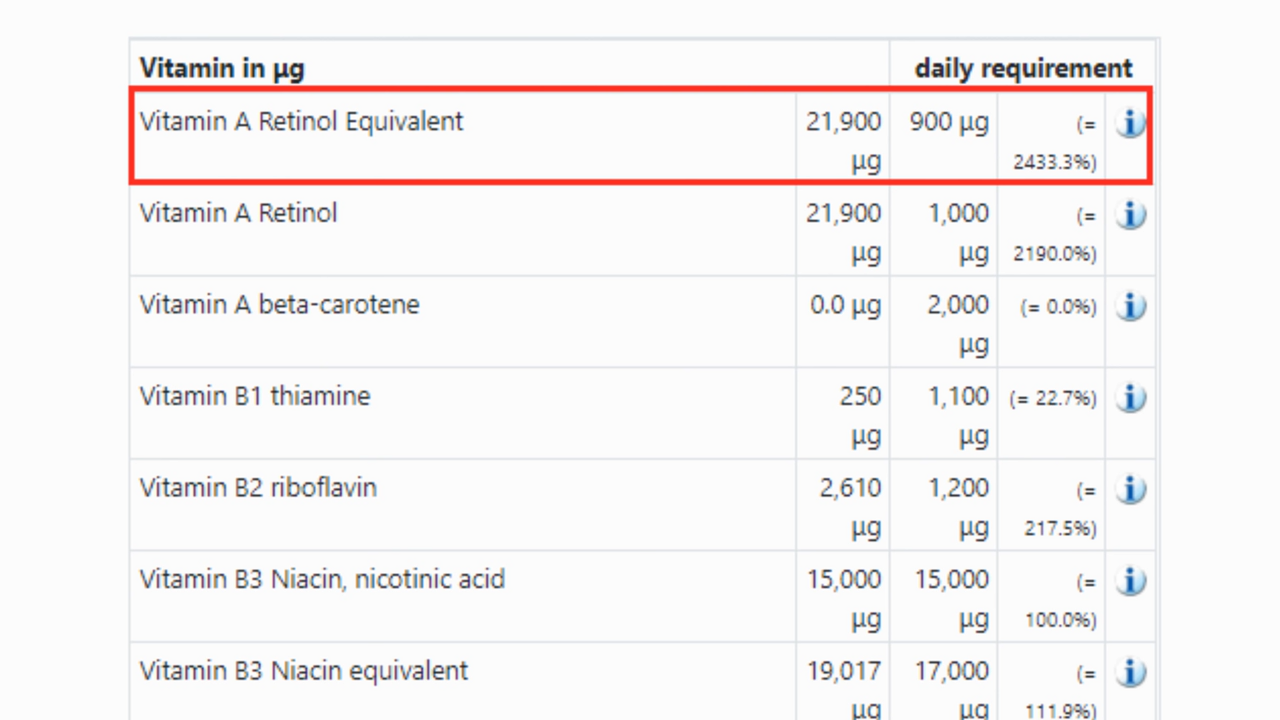 Vitamin in µg daily requirement
Vitamin A Retinol Equivalent 21,900 900 µg (=
µg 2433.3%)
Vitamin A Retinol 21,900 1,000 (=
µg µg 2190.0%)
Vitamin A beta-carotene 0.0 µg 2,000 (= 0.0%)
µg
Vitamin B1 thiamine 250 1,100 (= 22.7%)
µg µg
Vitamin B2 riboflavin 2,610 1,200 (=
µg µg 217.5%)
Vitamin B3 Niacin, nicotinic acid 15,000 15,000 (=
µg µg 100.0%)
Vitamin B3 Niacin equivalent 19,017 17,000 (=
µg µg 111.9%)